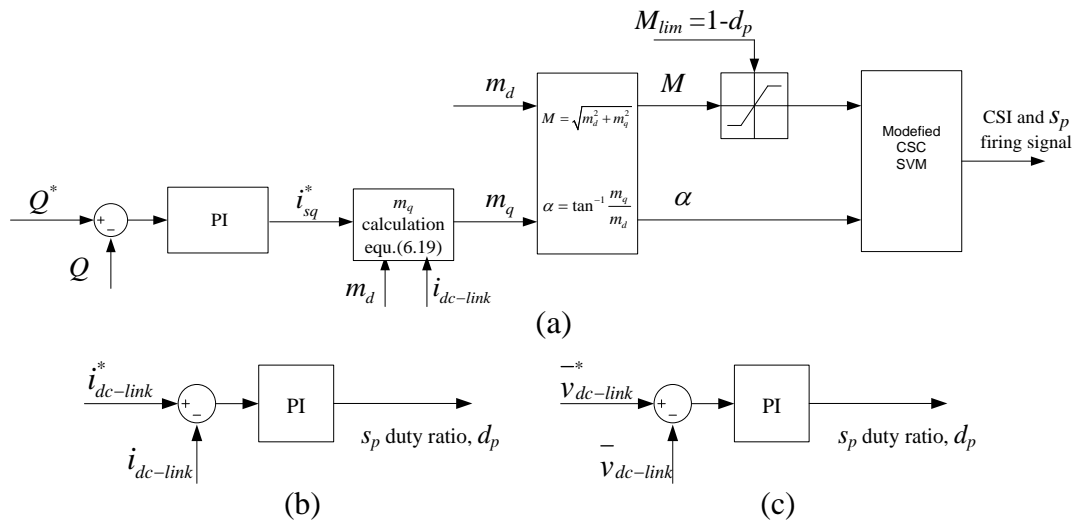 M_lim =1-d_p
m_d
M
M = √(m_d^2 + m_q^2)
Modefied
CSC
SVM
CSI and s_p
firing signal
Q^*
+
−
PI
i_sq^*
m_q
calculation
equ.(6.19)
m_q
α = tan^−1 m_q/m_d
α
Q
m_d
i_dc−link
(a)
i_dc−link^*
+
−
PI
s_p duty ratio, d_p
i_dc−link
(b)
v̅_dc−link^*
+
−
PI
s_p duty ratio, d_p
v̅_dc−link
(c)